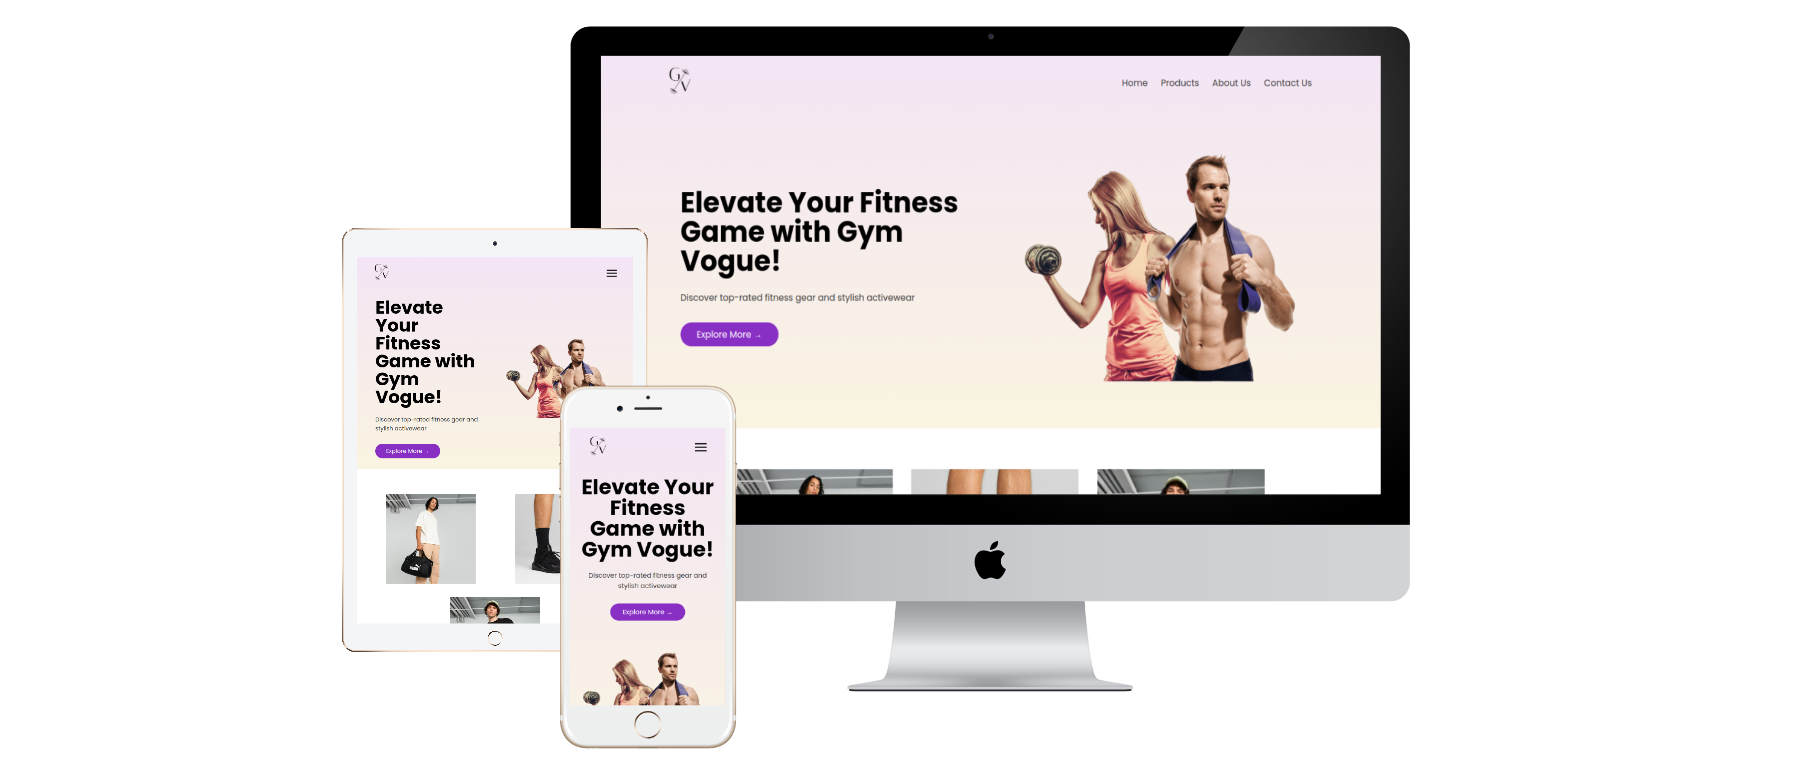 GV
Home Products About Us Contact Us
Elevate Your Fitness
Game with Gym
Vogue!
Discover top-rated fitness gear and stylish activewear
Explore More →
GV
Elevate
Your
Fitness
Game with
Gym
Vogue!
Discover top-rated fitness gear and
stylish activewear
Explore More →
PUMA
GV
Elevate Your
Fitness
Game with
Gym Vogue!
Discover top-rated fitness gear and
stylish activewear
Explore More →